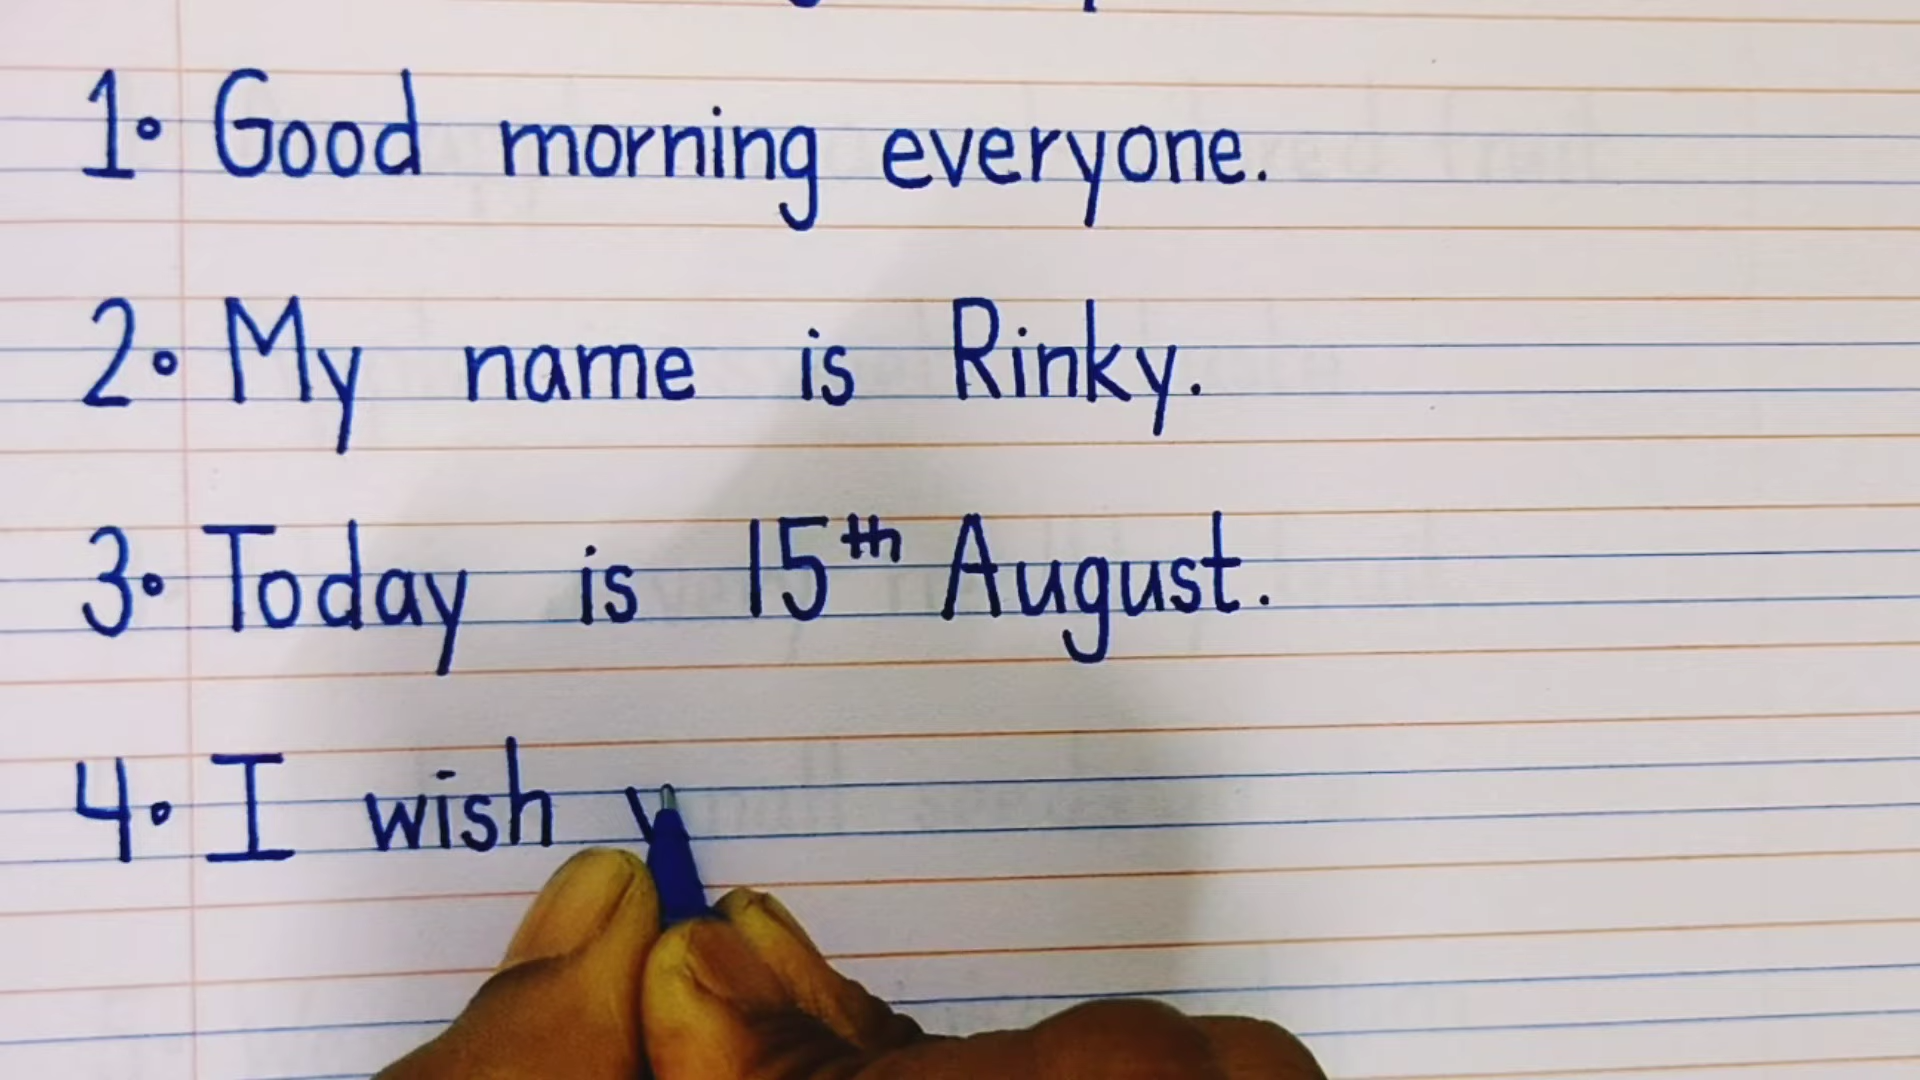 1. Good morning everyone.
2. My name is Rinky.
3. Today is 15th August.
4. I wish